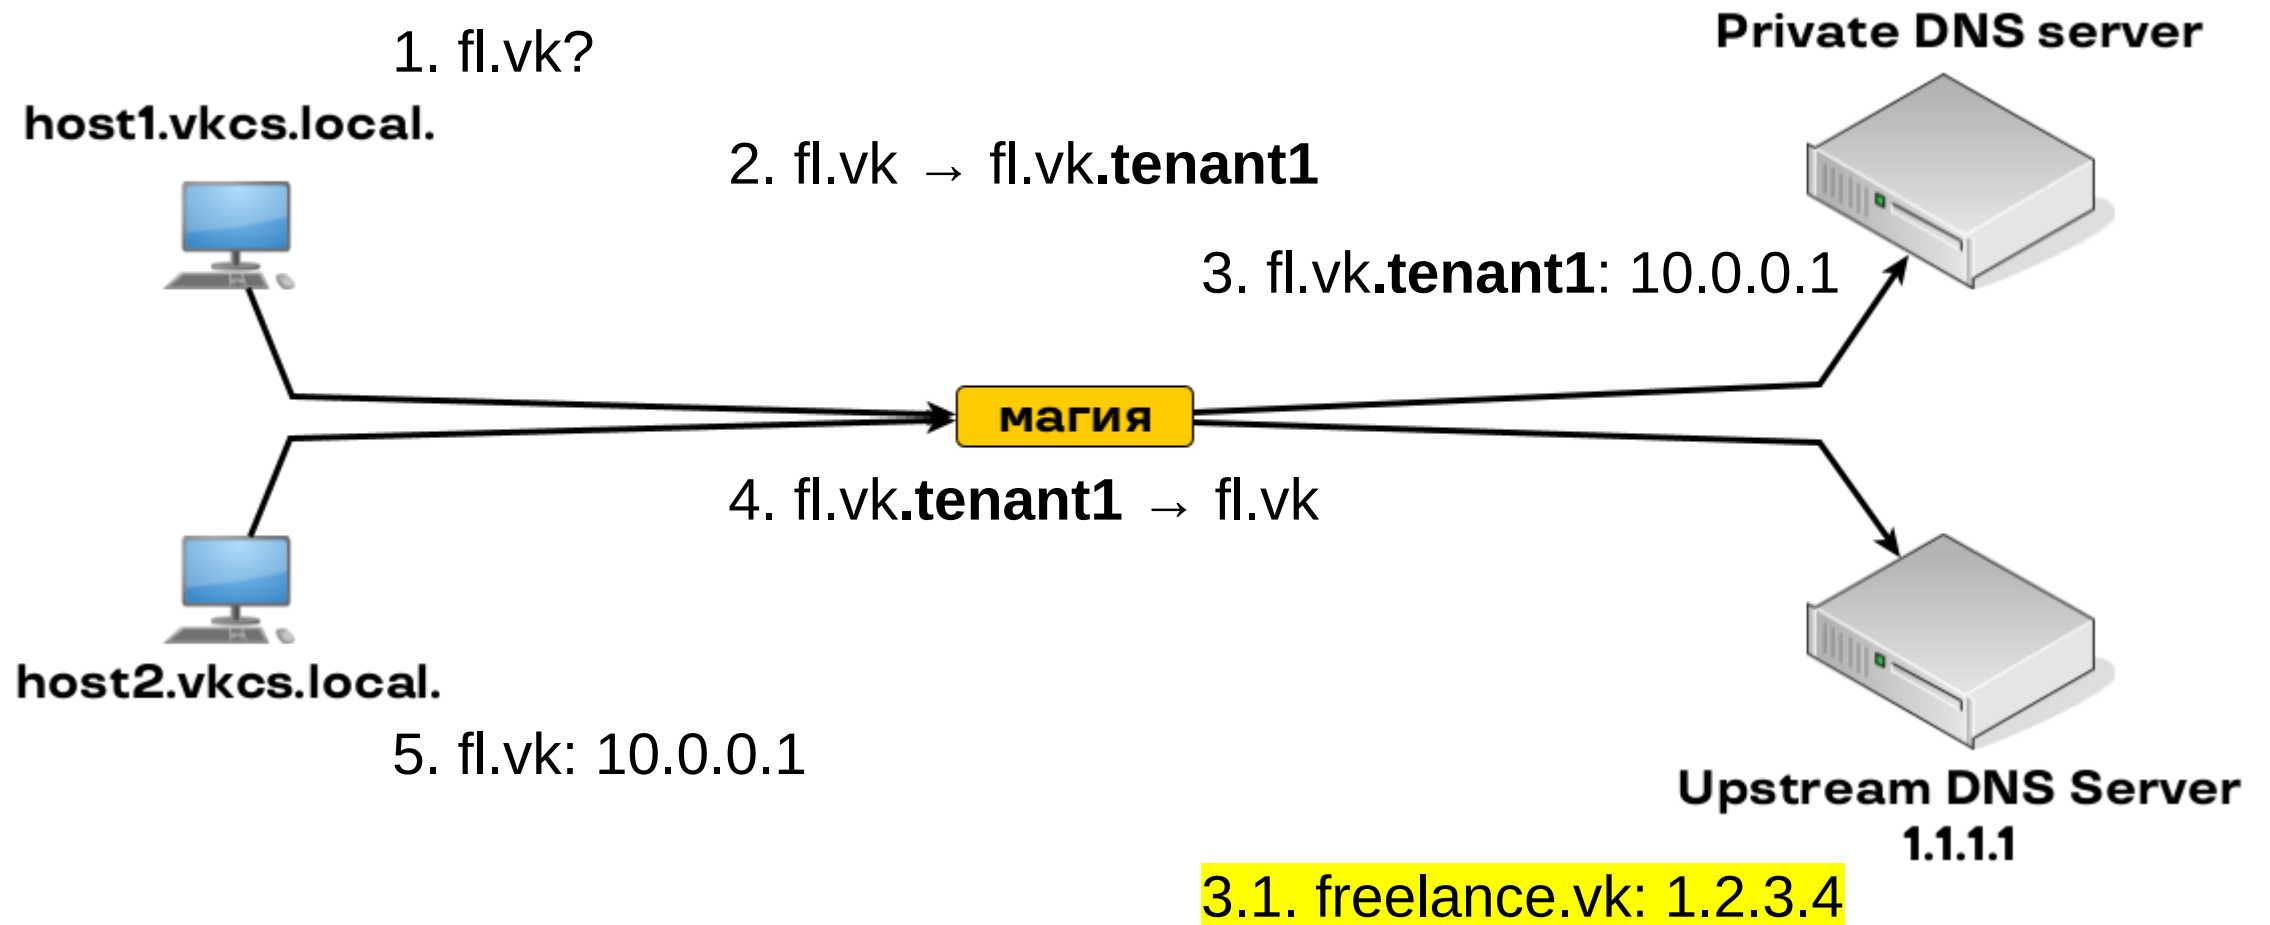 Private DNS server
1. fl.vk?
host1.vkcs.local.
2. fl.vk → fl.vk.tenant1
3. fl.vk.tenant1: 10.0.0.1
магия
4. fl.vk.tenant1 → fl.vk
host2.vkcs.local.
5. fl.vk: 10.0.0.1
Upstream DNS Server
1.1.1.1
3.1. freelance.vk: 1.2.3.4